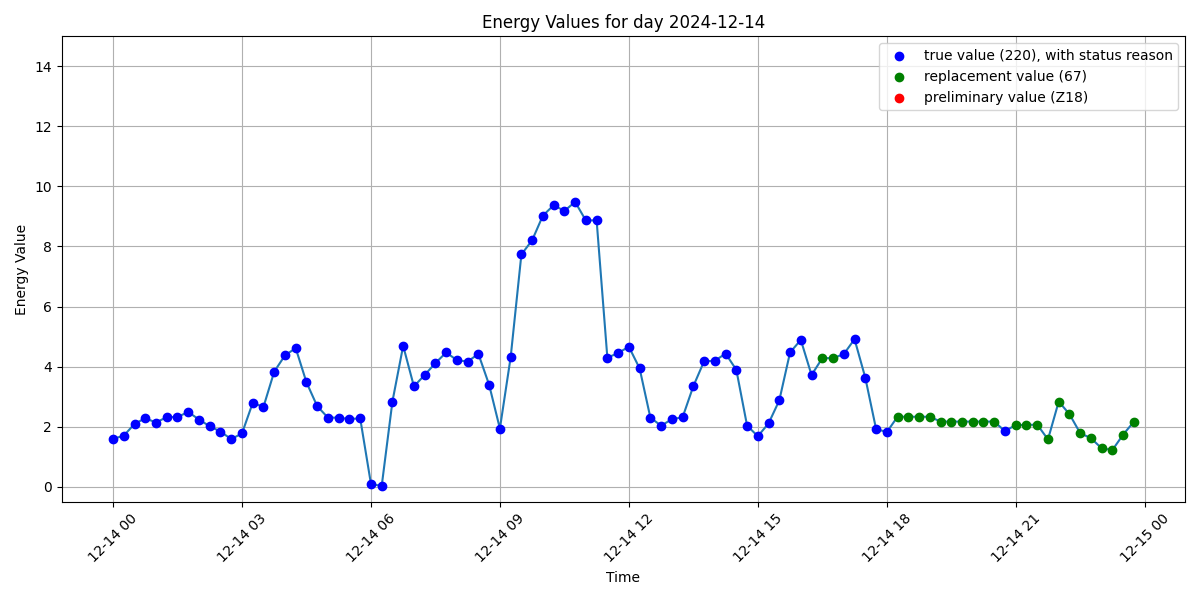 Energy Values for day 2024-12-14
true value (220), with status reason
replacement value (67)
preliminary value (Z18)
Energy Value
14
12
10
8
6
4
2
0
12-14 00
12-14 03
12-14 06
12-14 09
12-14 12
12-14 15
12-14 18
12-14 21
12-15 00
Time